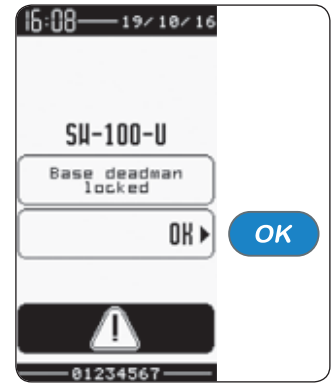 16:08 19/10/16
SW-100-U
Base deadman
locked
OK
OK
01234567